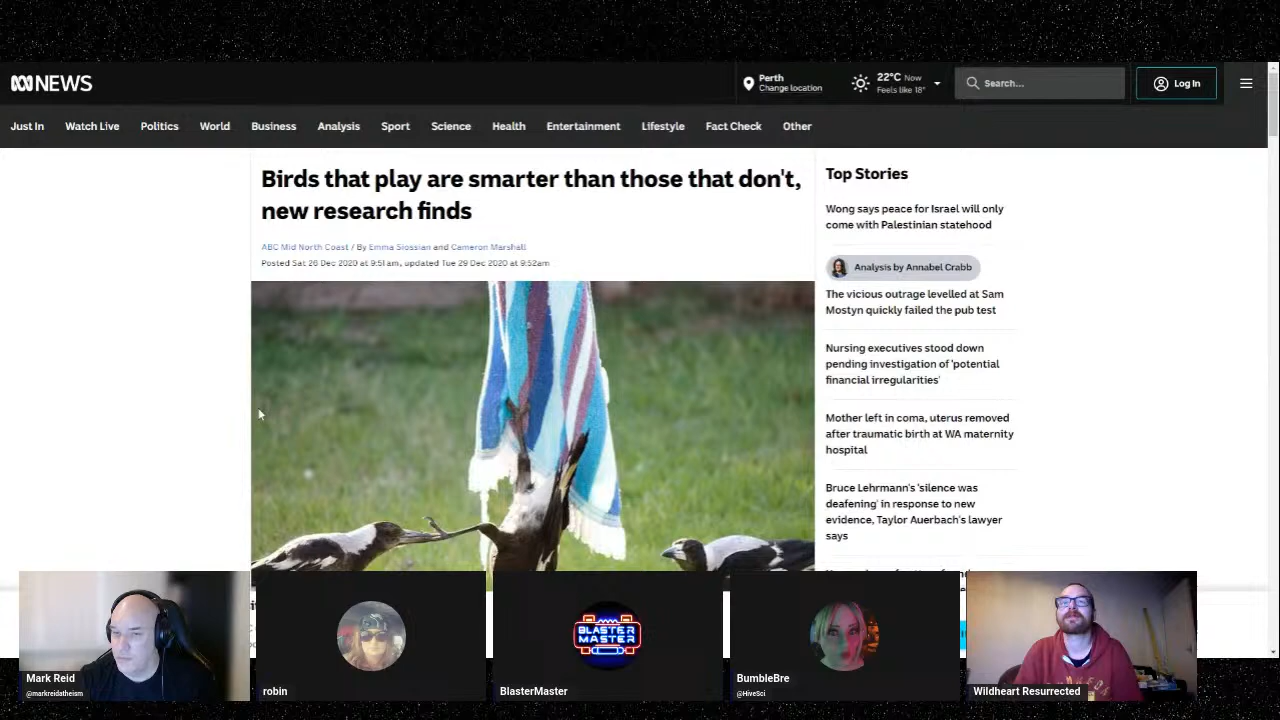 NEWS
Perth
Change location
22°C Now
Feels like 18°
Search...
Log In
Just In Watch Live Politics World Business Analysis Sport Science Health Entertainment Lifestyle Fact Check Other
Birds that play are smarter than those that don't,
new research finds
ABC Mid North Coast / By Emma Siossian and Cameron Marshall
Posted Sat 26 Dec 2020 at 9:51am, updated Tue 29 Dec 2020 at 9:52am
Top Stories
Wong says peace for Israel will only
come with Palestinian statehood
Analysis by Annabel Crabb
The vicious outrage levelled at Sam
Mostyn quickly failed the pub test
Nursing executives stood down
pending investigation of 'potential
financial irregularities'
Mother left in coma, uterus removed
after traumatic birth at WA maternity
hospital
Bruce Lehrmann's 'silence was
deafening' in response to new
evidence, Taylor Auerbach's lawyer
says
Mark Reid
@markreidatheism
robin
BLASTER
MASTER
BlasterMaster
BumbleBre
@HiveSci
Wildheart Resurrected